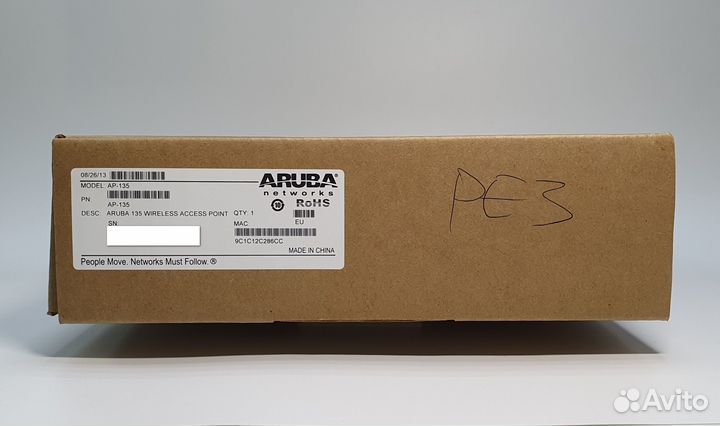 08/26/13
MODEL: AP-135
PN:
AP-135
DESC: ARUBA 135 WIRELESS ACCESS POINT
SN:
ARUBA
networks
10 RoHS
QTY: 1 EU
MAC:
9C1C12C286CC
MADE IN CHINA
People Move. Networks Must Follow.®
PE3
Avito